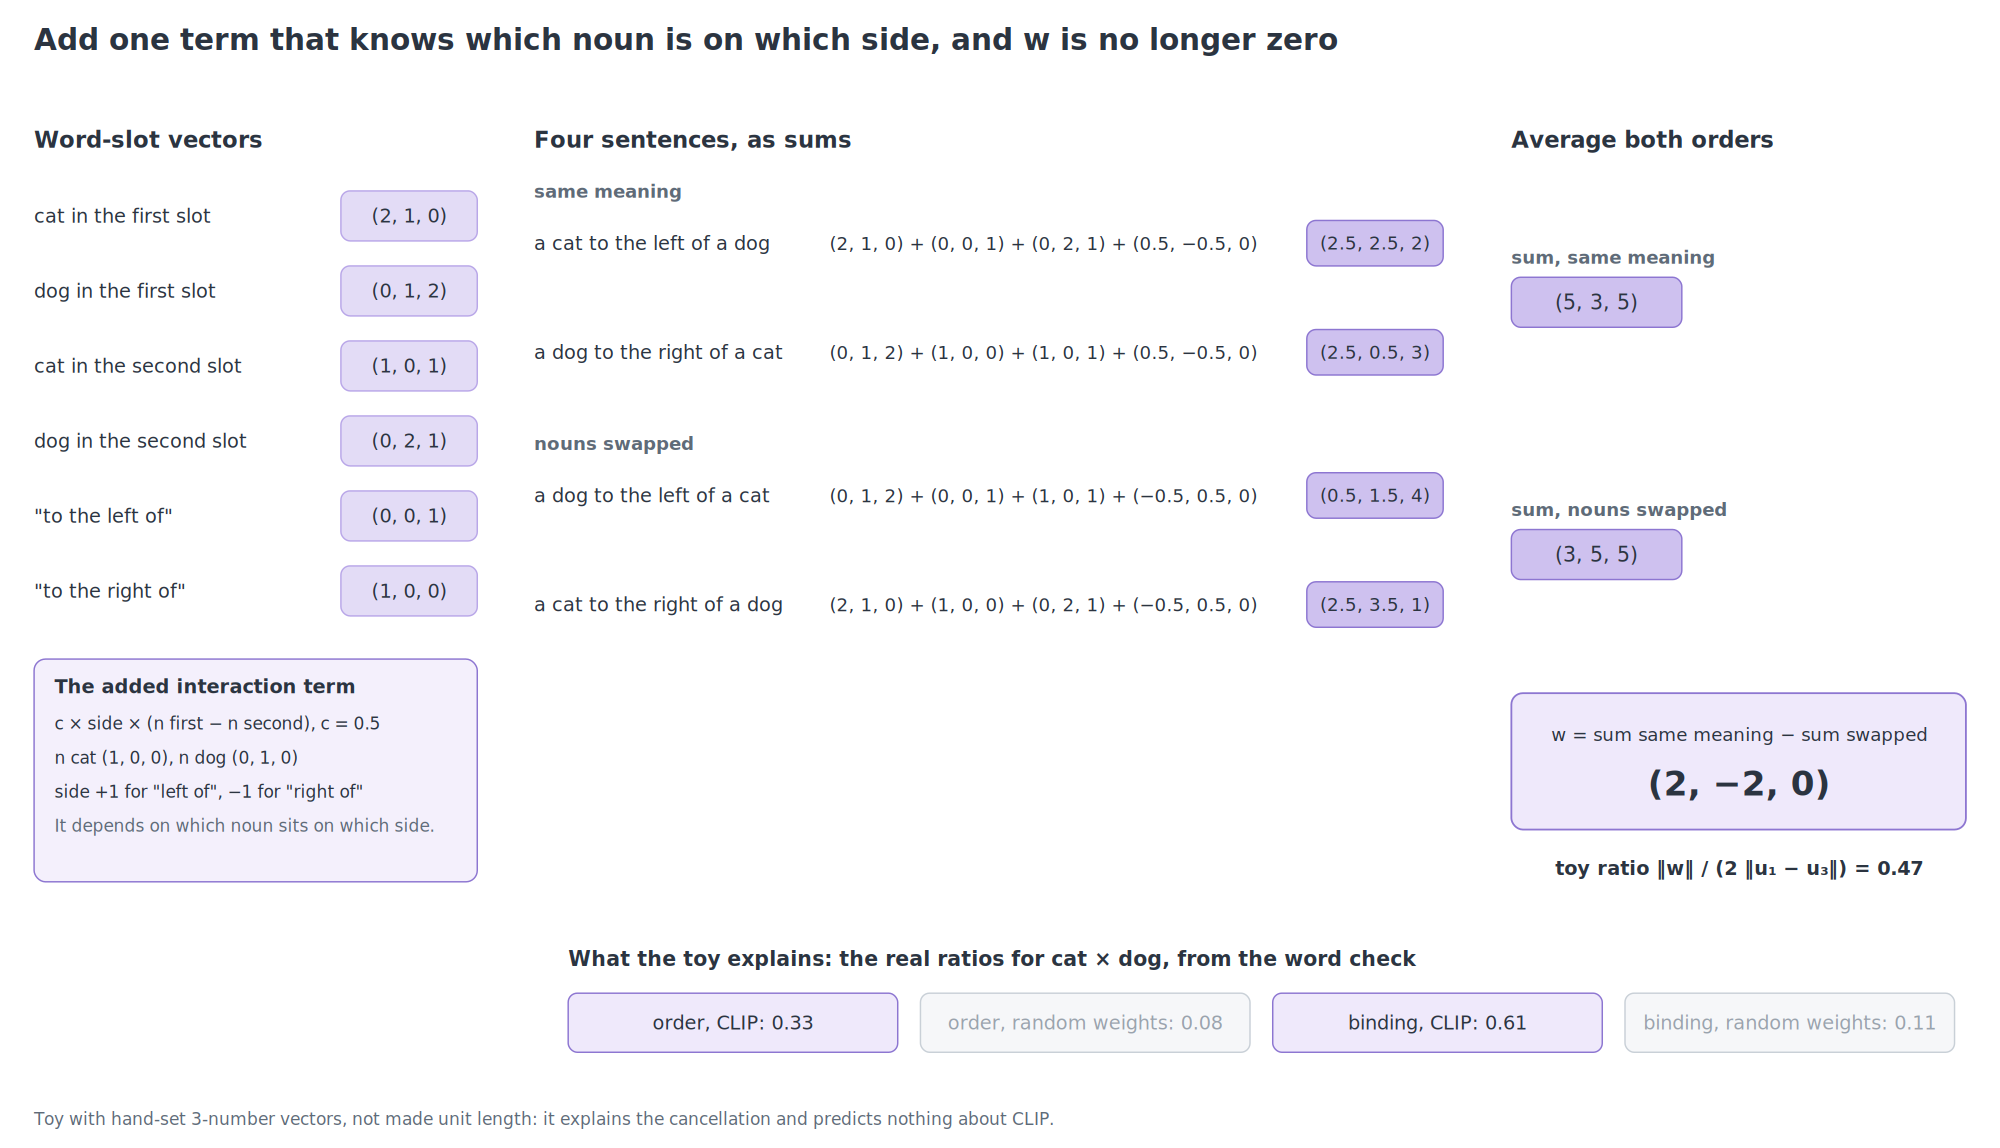 Add one term that knows which noun is on which side, and w is no longer zero
Word-slot vectors
cat in the first slot (2, 1, 0)
dog in the first slot (0, 1, 2)
cat in the second slot (1, 0, 1)
dog in the second slot (0, 2, 1)
"to the left of" (0, 0, 1)
"to the right of" (1, 0, 0)
The added interaction term
c × side × (n first − n second), c = 0.5
n cat (1, 0, 0), n dog (0, 1, 0)
side +1 for "left of", −1 for "right of"
It depends on which noun sits on which side.
Four sentences, as sums
same meaning
a cat to the left of a dog (2, 1, 0) + (0, 0, 1) + (0, 2, 1) + (0.5, −0.5, 0) (2.5, 2.5, 2)
a dog to the right of a cat (0, 1, 2) + (1, 0, 0) + (1, 0, 1) + (0.5, −0.5, 0) (2.5, 0.5, 3)
nouns swapped
a dog to the left of a cat (0, 1, 2) + (0, 0, 1) + (1, 0, 1) + (−0.5, 0.5, 0) (0.5, 1.5, 4)
a cat to the right of a dog (2, 1, 0) + (1, 0, 0) + (0, 2, 1) + (−0.5, 0.5, 0) (2.5, 3.5, 1)
Average both orders
sum, same meaning
(5, 3, 5)
sum, nouns swapped
(3, 5, 5)
w = sum same meaning − sum swapped
(2, −2, 0)
toy ratio ‖w‖ / (2 ‖u₁ − u₃‖) = 0.47
What the toy explains: the real ratios for cat × dog, from the word check
order, CLIP: 0.33
order, random weights: 0.08
binding, CLIP: 0.61
binding, random weights: 0.11
Toy with hand-set 3-number vectors, not made unit length: it explains the cancellation and predicts nothing about CLIP.